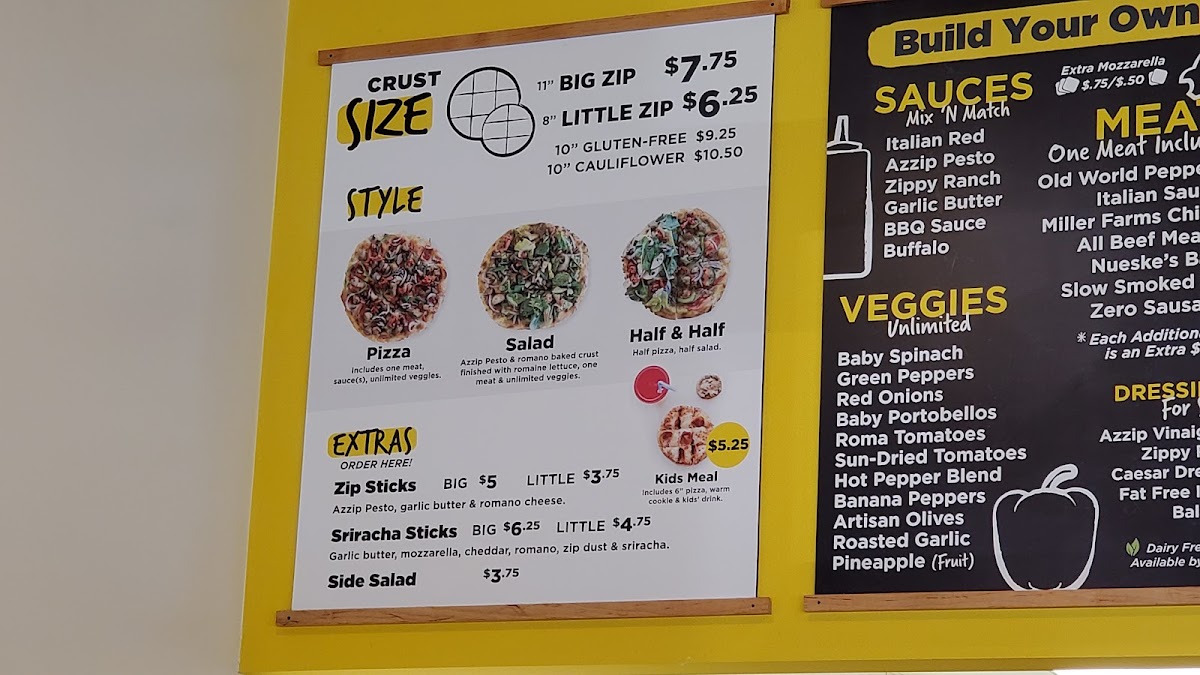 CRUST
SIZE
11" BIG ZIP $7.75
8" LITTLE ZIP $6.25
10" GLUTEN-FREE $9.25
10" CAULIFLOWER $10.50
STYLE
Pizza
includes one meat,
sauce(s), unlimited veggies.
Salad
Azzip Pesto & romano baked crust
finished with romaine lettuce, one
meat & unlimited veggies.
Half & Half
Half pizza, half salad.
$5.25
Kids Meal
Includes 6" pizza, warm
cookie & kids' drink.
EXTRAS
ORDER HERE!
Zip Sticks BIG $5 LITTLE $3.75
Azzip Pesto, garlic butter & romano cheese.
Sriracha Sticks BIG $6.25 LITTLE $4.75
Garlic butter, mozzarella, cheddar, romano, zip dust & sriracha.
Side Salad $3.75
Build Your Own
Extra Mozzarella
$.75/$.50
SAUCES
Mix 'N Match
Italian Red
Azzip Pesto
Zippy Ranch
Garlic Butter
BBQ Sauce
Buffalo
VEGGIES
Unlimited
Baby Spinach
Green Peppers
Red Onions
Baby Portobellos
Roma Tomatoes
Sun-Dried Tomatoes
Hot Pepper Blend
Banana Peppers
Artisan Olives
Roasted Garlic
Pineapple (Fruit)
MEA
One Meat Inclu
Old World Peppe
Italian Sau
Miller Farms Chi
All Beef Mea
Nueske's B
Slow Smoked
Zero Sausa
*Each Addition
is an Extra $
DRESSI
For
Azzip Vinaig
Zippy
Caesar Dre
Fat Free
Bal
Dairy Fre
Available by